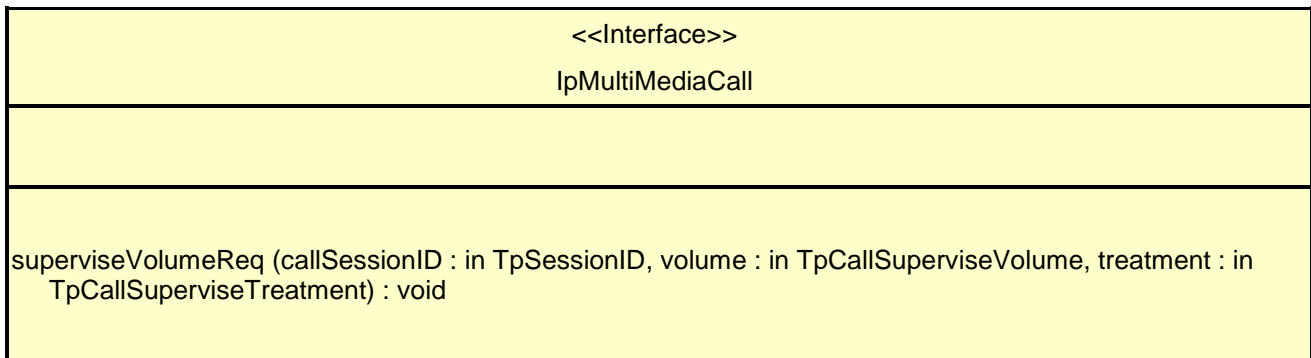 <<Interface>>
IpMultiMediaCall
superviseVolumeReq (callSessionID : in TpSessionID, volume : in TpCallSuperviseVolume, treatment : in
TpCallSuperviseTreatment) : void